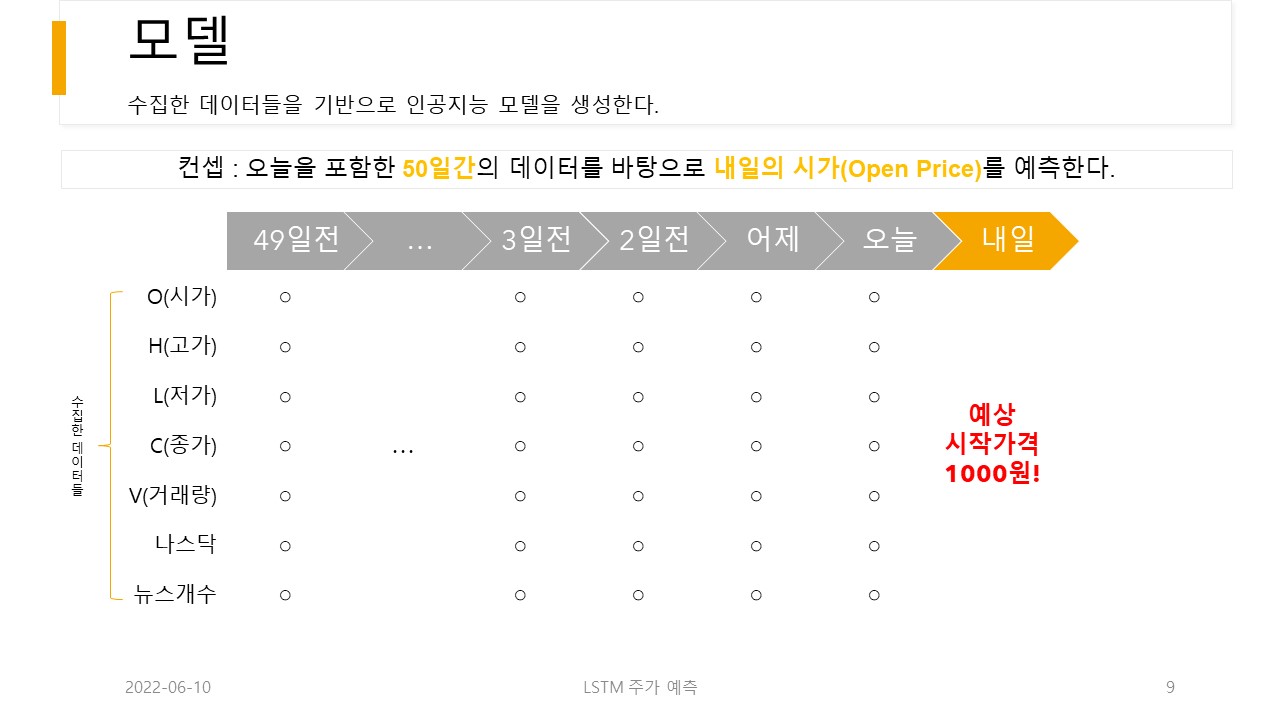 모델
수집한 데이터들을 기반으로 인공지능 모델을 생성한다.
컨셉 : 오늘을 포함한 50일간의 데이터를 바탕으로 내일의 시가(Open Price)를 예측한다.
49일전 … 3일전 2일전 어제 오늘 내일
수집한 데이터들
O(시가) ○ ○ ○ ○ ○
H(고가) ○ ○ ○ ○ ○
L(저가) ○ ○ ○ ○ ○
C(종가) ○ … ○ ○ ○ ○
V(거래량) ○ ○ ○ ○ ○
나스닥 ○ ○ ○ ○ ○
뉴스개수 ○ ○ ○ ○ ○
예상
시작가격
1000원!
2022-06-10 LSTM 주가 예측 9